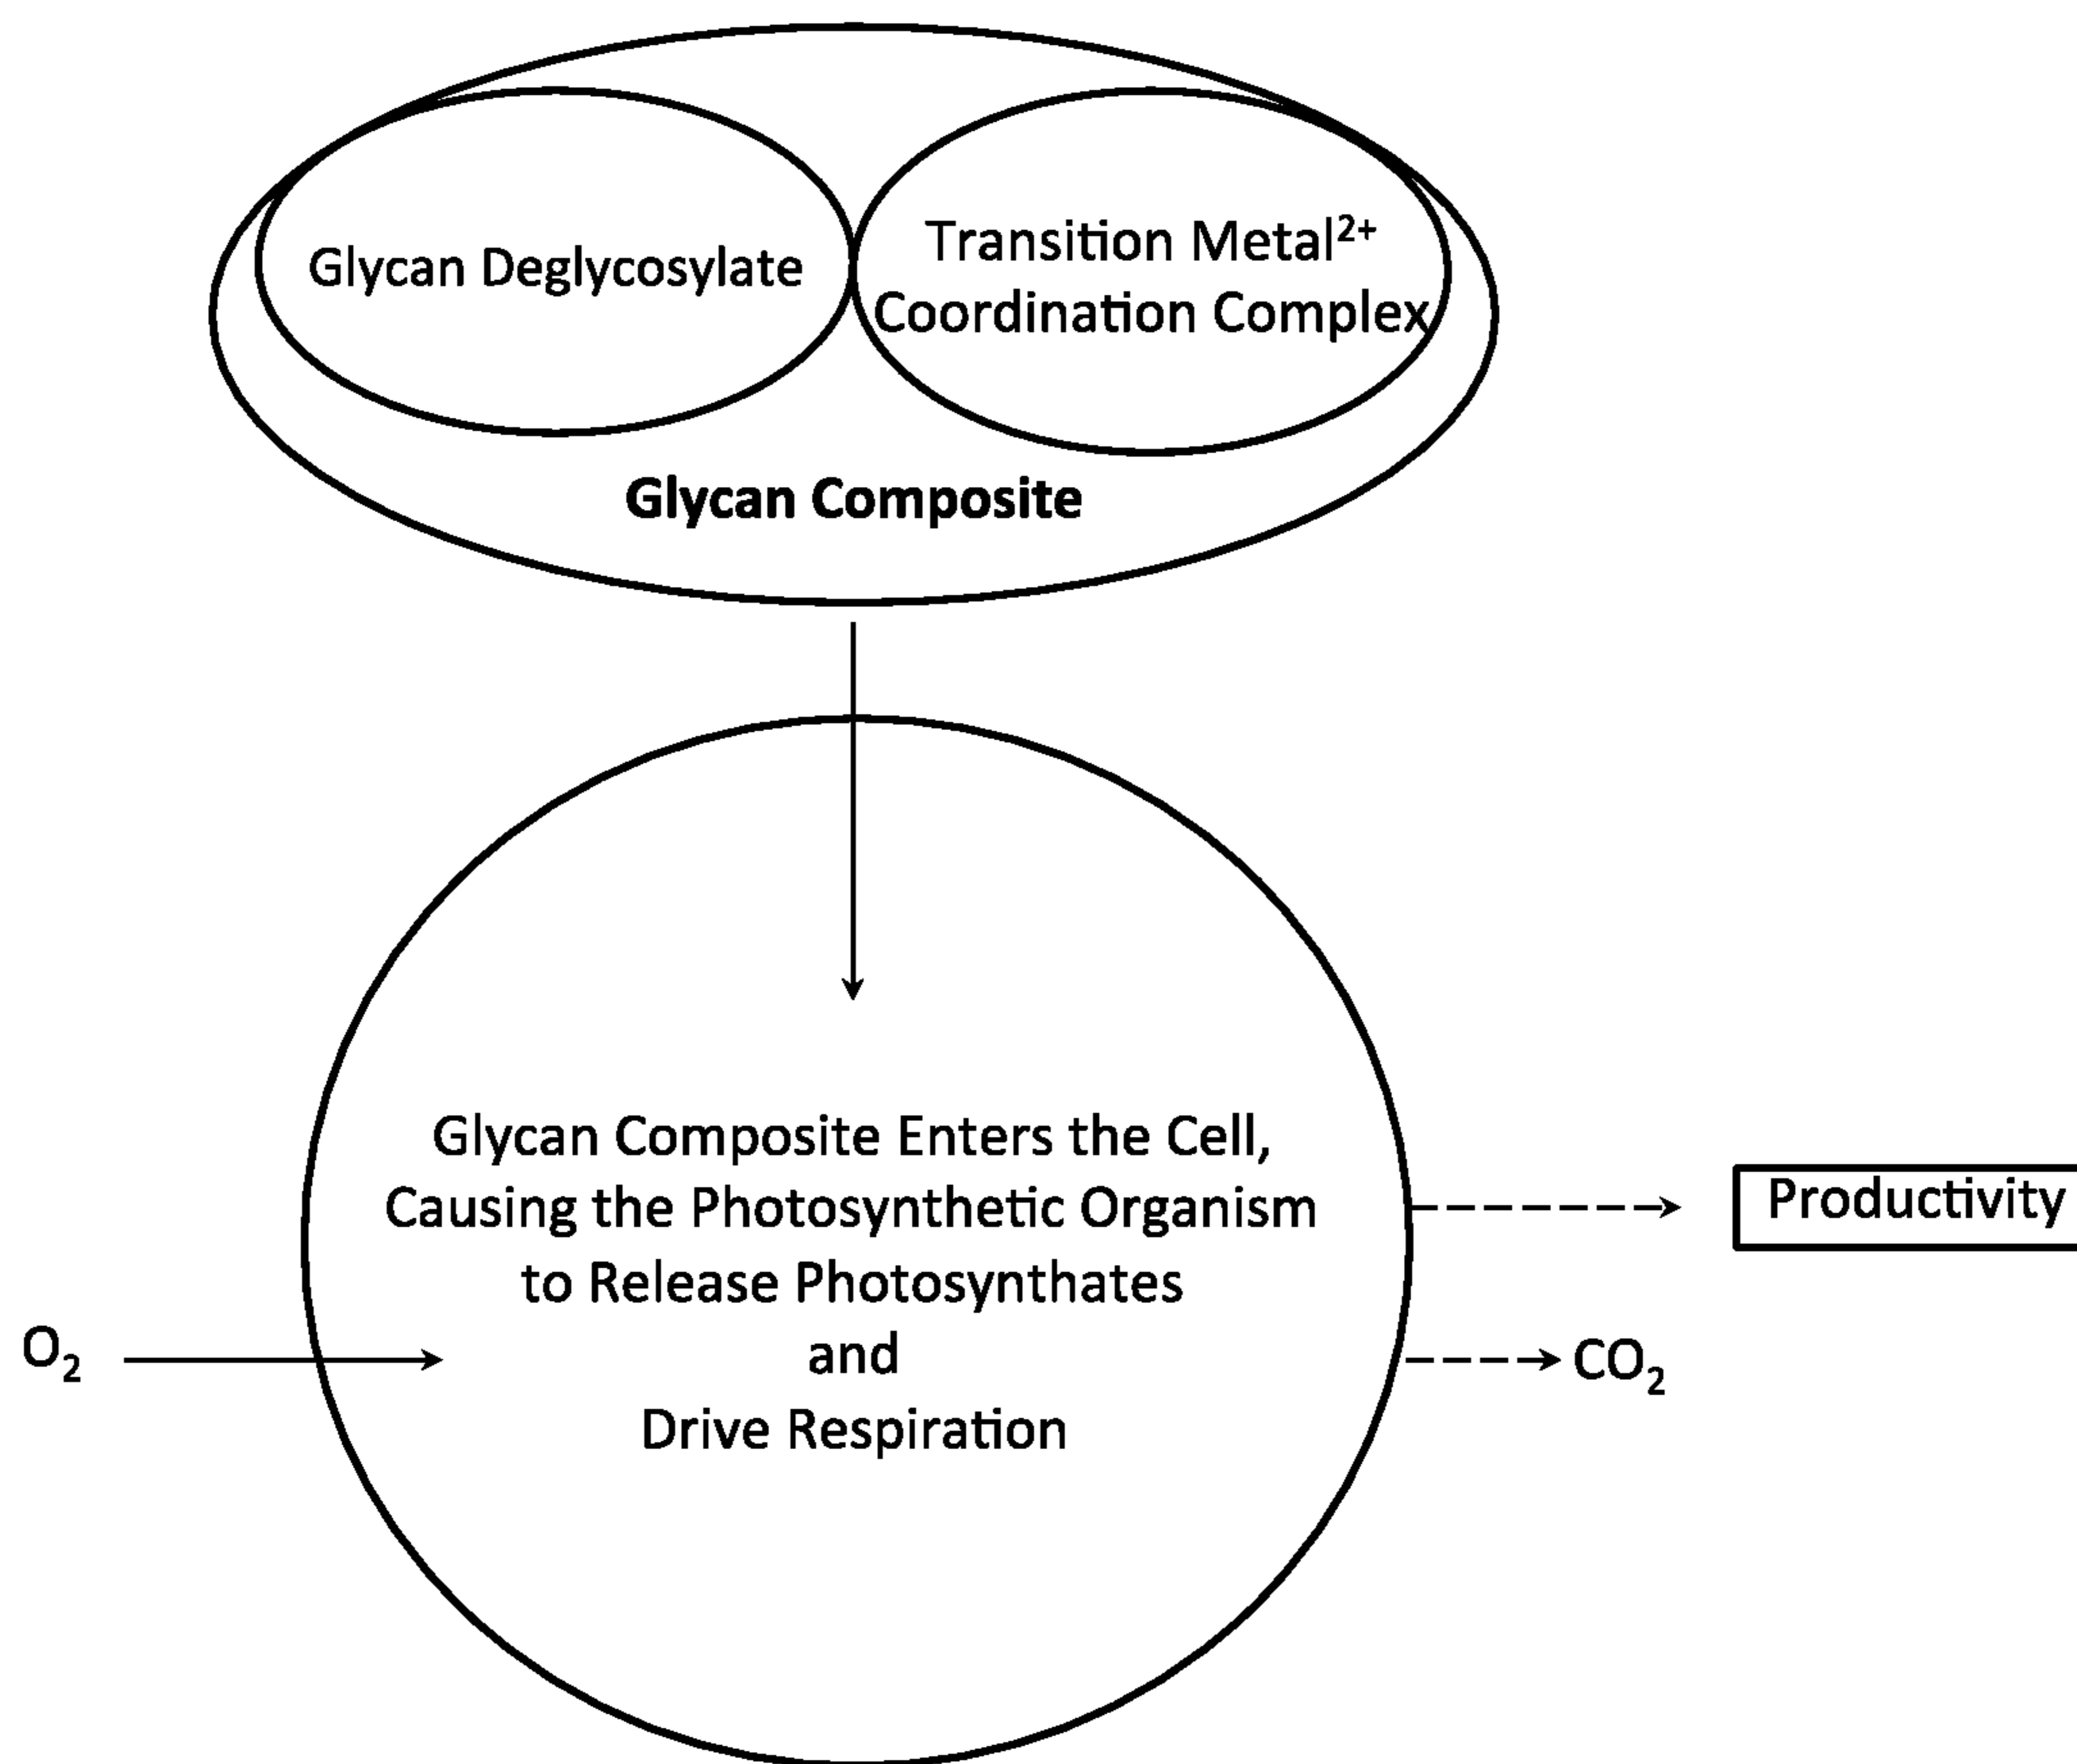 Glycan Deglycosylate
Transition Metal²⁺
Coordination Complex
Glycan Composite
Glycan Composite Enters the Cell,
Causing the Photosynthetic Organism
to Release Photosynthates
and
Drive Respiration
O₂
Productivity
CO₂